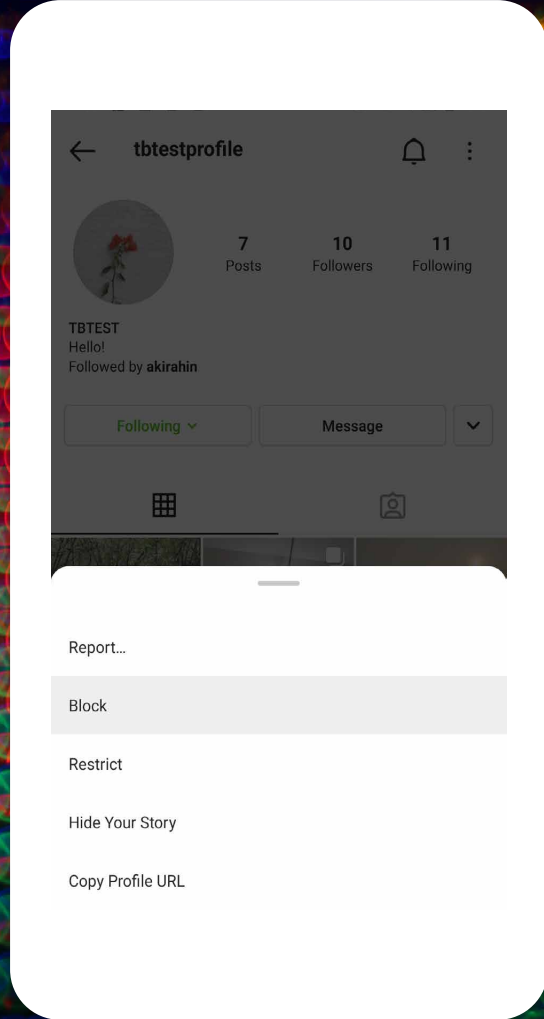 tbtestprofile
7 10 11
Posts Followers Following
TBTEST
Hello!
Followed by akirahin
Following Message
Report...
Block
Restrict
Hide Your Story
Copy Profile URL